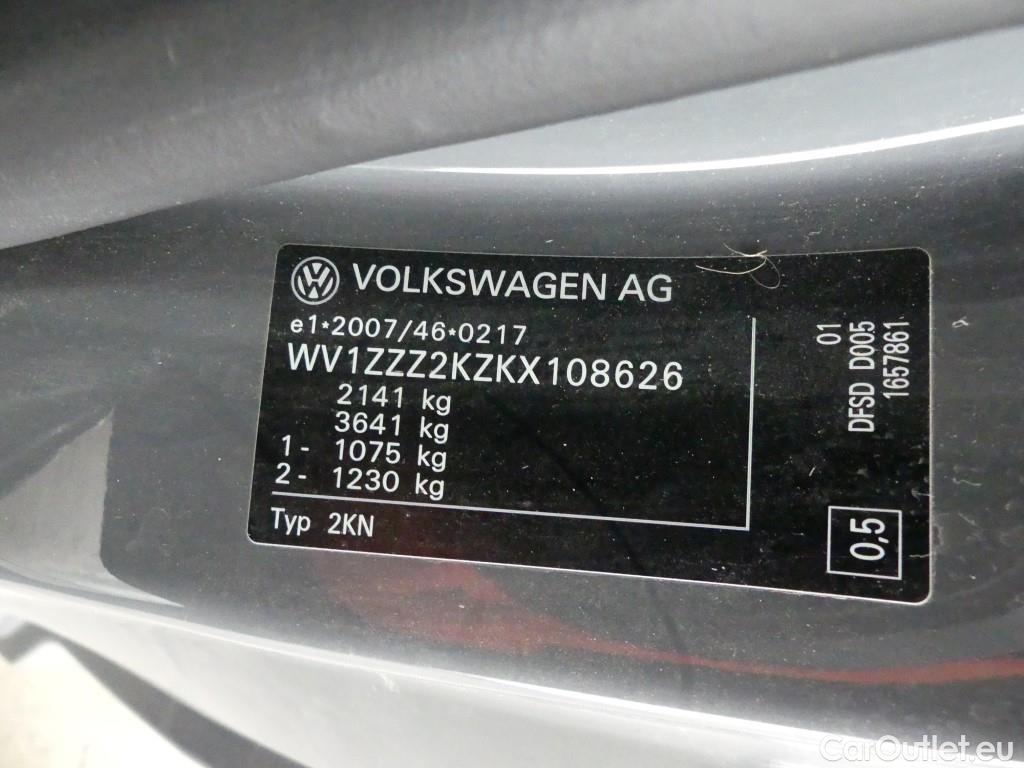 VOLKSWAGEN AG
e1*2007/46*0217
WV1ZZZ2KZKX108626
2141 kg
3641 kg
1- 1075 kg
2- 1230 kg
Typ 2KN
01
DFSD D005
1657861
0,5
CarOutlet.eu